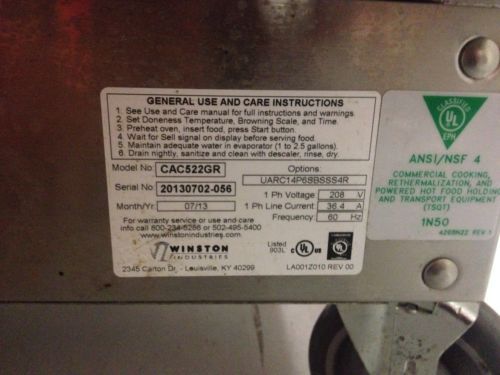 GENERAL USE AND CARE INSTRUCTIONS
1. See Use and Care manual for full instructions and warnings.
2. Set Doneness Temperature, Browning Scale, and Time.
3. Preheat oven, insert food, press Start button.
4. Wait for Sell signal on display before serving food.
5. Maintain adequate water in evaporator (1 to 2.5 gallons).
6. Drain nightly, sanitize and clean with descaler, rinse, dry.
Model No: CAC522GR Options:
UARC14P68BSSS4R
Serial No 20130702-056 1 Ph Voltage: 208 V
Month/Yr: 07/13 1 Ph Line Current: 36.4 A
Frequency: 60 Hz
For warranty service or use and care
info call 800-234-5286 or 502-495-5400
www.winstonindustries.com
WINSTON
INDUSTRIES
Listed
903L
C UL US
2345 Carton Dr. - Louisville, KY 40299
LA001Z010 REV 00
CLASSIFIED
UL
EPH
ANSI/NSF 4
COMMERCIAL COOKING,
RETHERMALIZATION, AND
POWERED HOT FOOD HOLDING
AND TRANSPORT EQUIPMENT
(TSQT)
1N50
REV 1